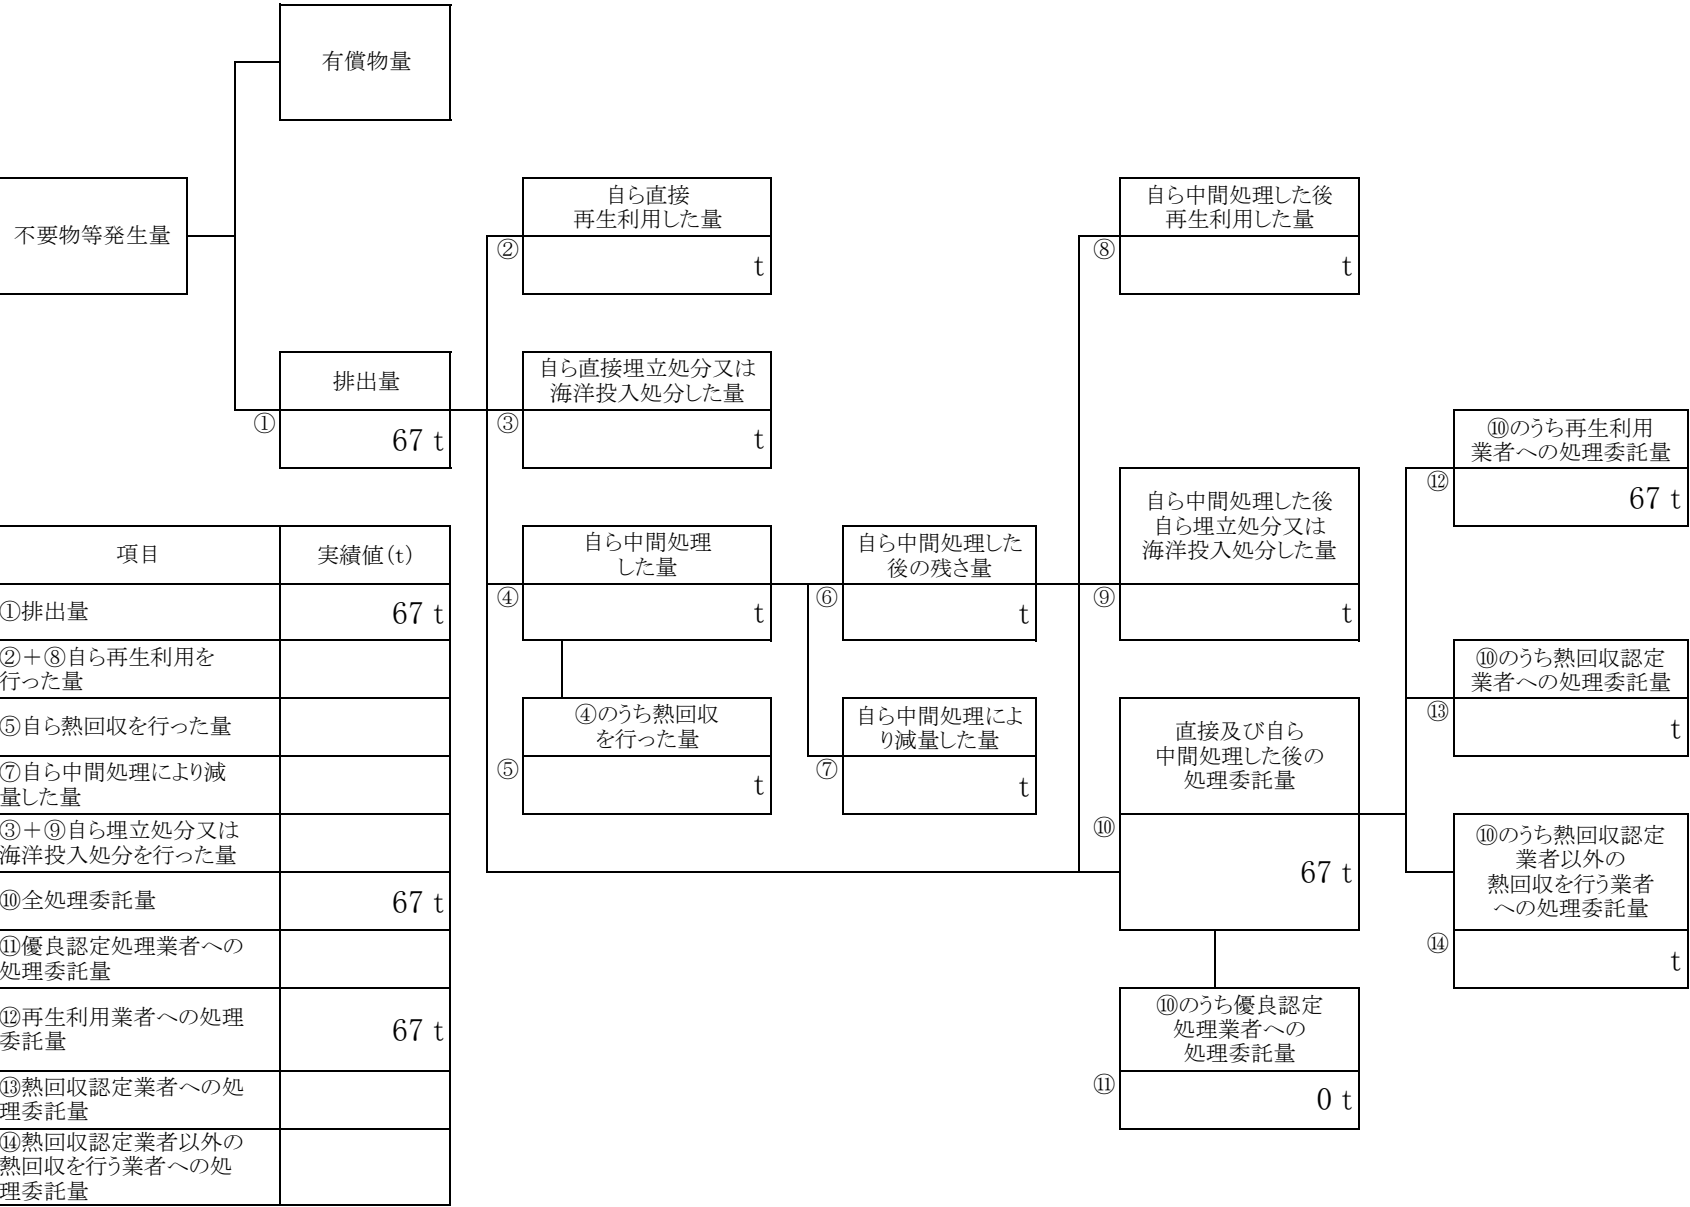 有償物量
不要物等発生量
自ら直接
再生利用した量
②
t
自ら中間処理した後
再生利用した量
⑧
t
排出量
①
67 t
自ら直接埋立処分又は
海洋投入処分した量
③
t
⑩のうち再生利用
業者への処理委託量
⑫
67 t
自ら中間処理
した量
④
t
自ら中間処理した
後の残さ量
⑥
t
自ら中間処理した後
自ら埋立処分又は
海洋投入処分した量
⑨
t
⑩のうち熱回収認定
業者への処理委託量
⑬
t
④のうち熱回収
を行った量
⑤
t
自ら中間処理によ
り減量した量
⑦
t
直接及び自ら
中間処理した後の
処理委託量
⑩
67 t
⑩のうち熱回収認定
業者以外の
熱回収を行う業者
への処理委託量
⑭
t
⑩のうち優良認定
処理業者への
処理委託量
⑪
0 t
項目 実績値(t)
①排出量 67 t
②＋⑧自ら再生利用を
行った量
⑤自ら熱回収を行った量
⑦自ら中間処理により減
量した量
③＋⑨自ら埋立処分又は
海洋投入処分を行った量
⑩全処理委託量 67 t
⑪優良認定処理業者への
処理委託量
⑫再生利用業者への処理
委託量 67 t
⑬熱回収認定業者への処
理委託量
⑭熱回収認定業者以外の
熱回収を行う業者への処
理委託量